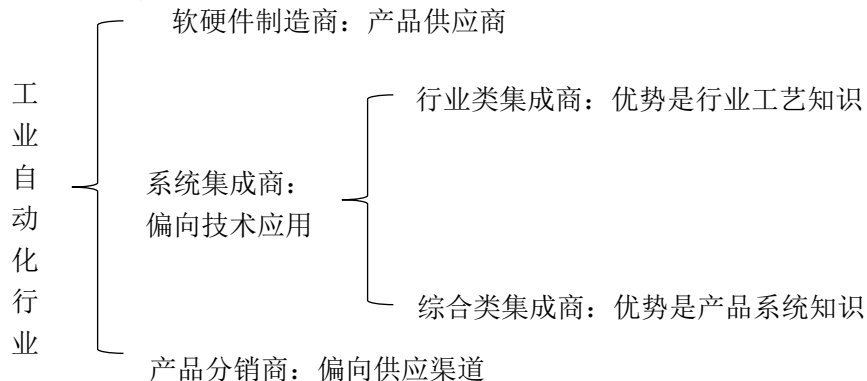 软硬件制造商：产品供应商
行业类集成商：优势是行业工艺知识
工业自动化行业
系统集成商：
偏向技术应用
综合类集成商：优势是产品系统知识
产品分销商：偏向供应渠道